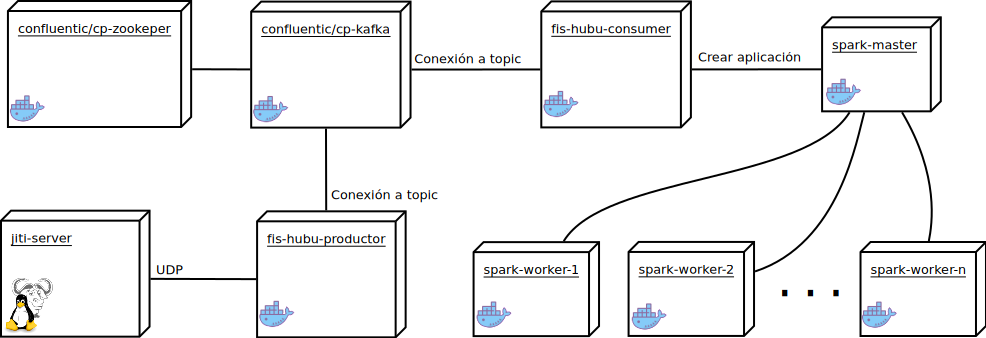 confluentic/cp-zookeper
confluentic/cp-kafka
Conexión a topic
fis-hubu-consumer
Crear aplicación
spark-master
Conexión a topic
jiti-server
UDP
fis-hubu-productor
spark-worker-1
spark-worker-2
. . .
spark-worker-n